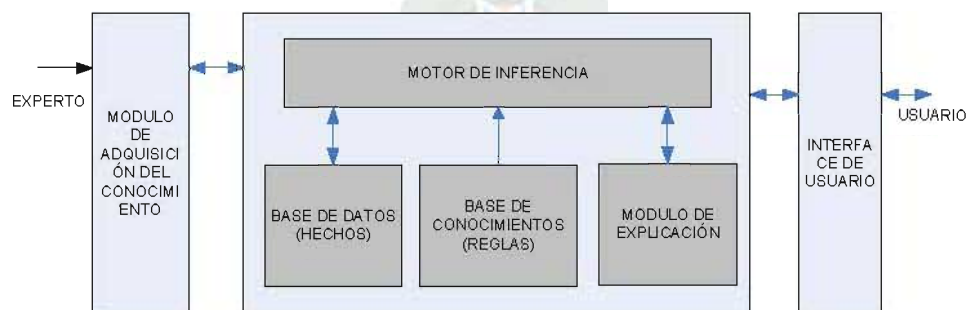 EXPERTO
MODULO
DE
ADQUISICI
ÓN DEL
CONOCIMI
ENTO
MOTOR DE INFERENCIA
BASE DE DATOS
(HECHOS)
BASE DE
CONOCIMIENTOS
(REGLAS)
MODULO DE
EXPLICACIÓN
INTERFA
CE DE
USUARIO
USUARIO